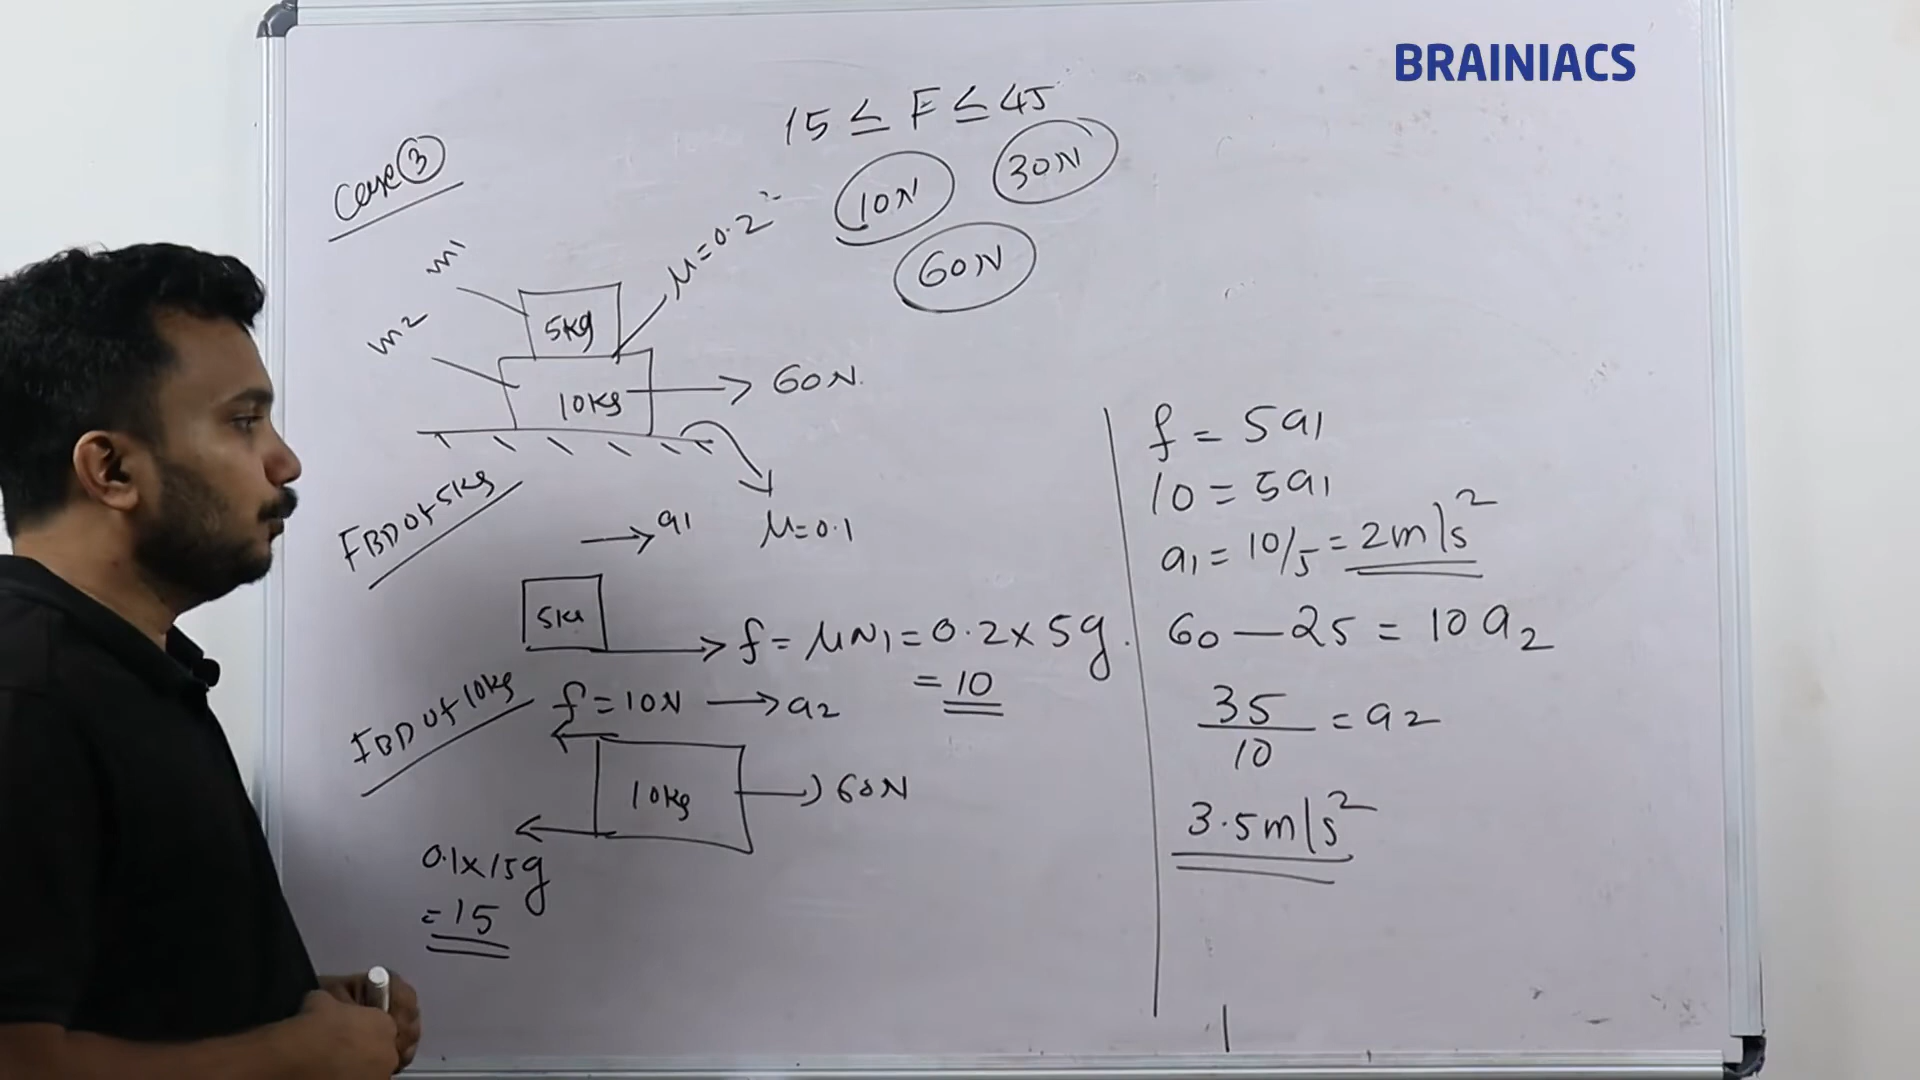 BRAINIACS
15 ≤ F ≤ 45
Case 3
10N
30N
60N
m1
m2
μ=0.2
5kg
10kg
60N
μ=0.1
FBD of 5kg
a1
5kg
f = μN1 = 0.2 x 5g
= 10
FBD of 10kg
f = 10N
a2
10kg
60N
0.1x15g
= 15
f = 5a1
10 = 5a1
a1 = 10/5 = 2m/s²
60 — 25 = 10a2
35/10 = a2
3.5m/s²